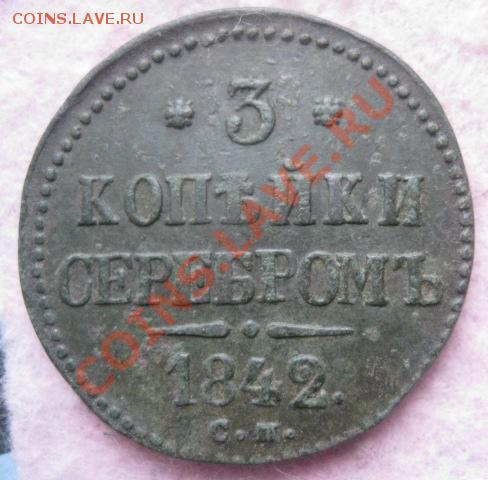 COINS.LAVE.RU
* 3 *
КОПѢЙКИ
СЕРЕБРОМЪ
1842.
С.М.
COINS.LAVE.RU